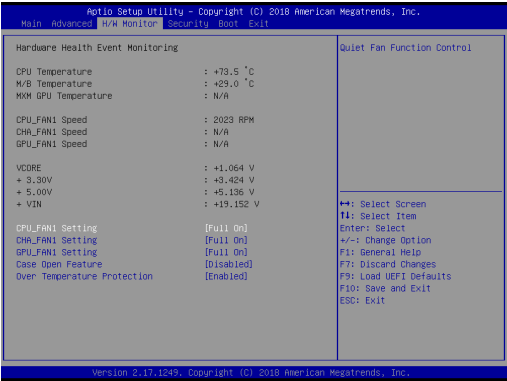 Aptio Setup Utility - Copyright (C) 2018 American Megatrends, Inc.
Main Advanced H/W Monitor Security Boot Exit
Hardware Health Event Monitoring
Quiet Fan Function Control
CPU Temperature : +73.5 °C
M/B Temperature : +29.0 °C
MXM GPU Temperature : N/A
CPU_FAN1 Speed : 2023 RPM
CHA_FAN1 Speed : N/A
GPU_FAN1 Speed : N/A
VCORE : +1.064 V
+ 3.30V : +3.424 V
+ 5.00V : +5.136 V
+ VIN : +19.152 V
CPU_FAN1 Setting [Full On]
CHA_FAN1 Setting [Full On]
GPU_FAN1 Setting [Full On]
Case Open Feature [Disabled]
Over Temperature Protection [Enabled]
↔: Select Screen
↑↓: Select Item
Enter: Select
+/-: Change Option
F1: General Help
F7: Discard Changes
F9: Load UEFI Defaults
F10: Save and Exit
ESC: Exit
Version 2.17.1249. Copyright (C) 2018 American Megatrends, Inc.